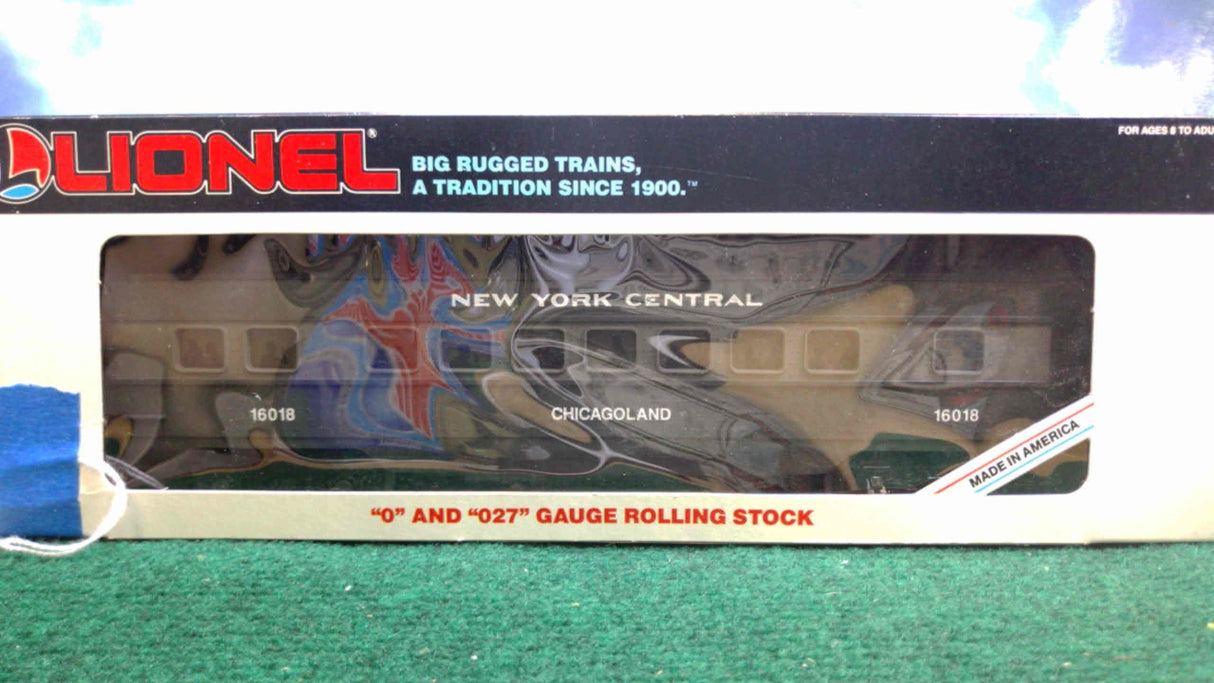 LIONEL®
BIG RUGGED TRAINS,
A TRADITION SINCE 1900.™
FOR AGES 8 TO ADU
NEW YORK CENTRAL
16018
CHICAGOLAND
16018
MADE IN AMERICA
“O” AND “027” GAUGE ROLLING STOCK